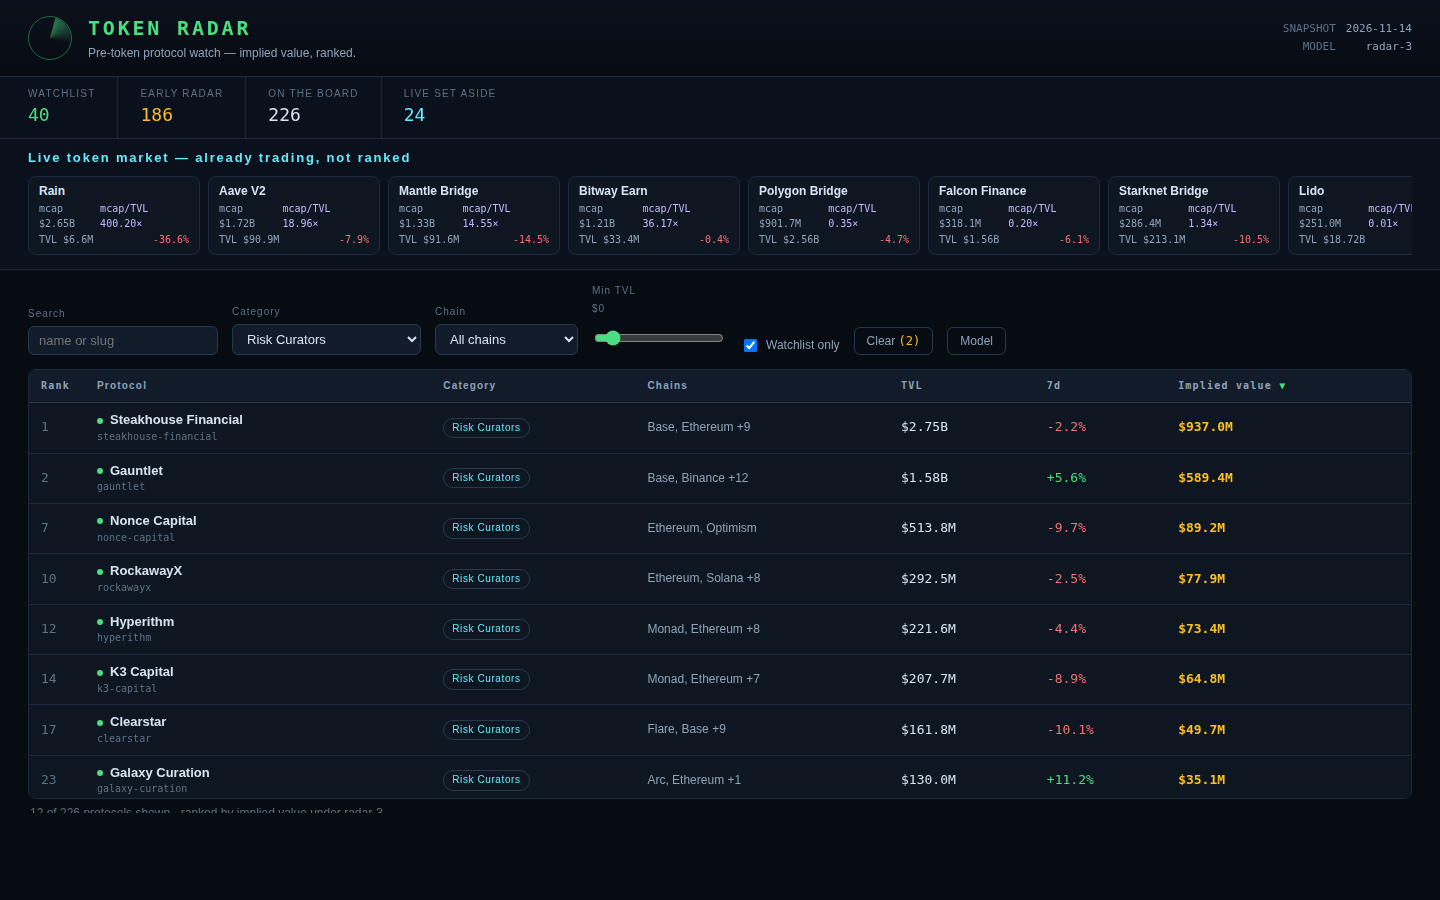 TOKEN RADAR
Pre-token protocol watch — implied value, ranked.
SNAPSHOT 2026-11-14
MODEL radar-3
WATCHLIST
40
EARLY RADAR
186
ON THE BOARD
226
LIVE SET ASIDE
24
Live token market — already trading, not ranked
Rain
mcap mcap/TVL
$2.65B 400.20×
TVL $6.6M -36.6%
Aave V2
mcap mcap/TVL
$1.72B 18.96×
TVL $90.9M -7.9%
Mantle Bridge
mcap mcap/TVL
$1.33B 14.55×
TVL $91.6M -14.5%
Bitway Earn
mcap mcap/TVL
$1.21B 36.17×
TVL $33.4M -0.4%
Polygon Bridge
mcap mcap/TVL
$901.7M 0.35×
TVL $2.56B -4.7%
Falcon Finance
mcap mcap/TVL
$318.1M 0.20×
TVL $1.56B -6.1%
Starknet Bridge
mcap mcap/TVL
$286.4M 1.34×
TVL $213.1M -10.5%
Lido
mcap mcap/TVL
$251.0M 0.01×
TVL $18.72B
Search
name or slug
Category
Risk Curators
Chain
All chains
Min TVL
$0
Watchlist only
Clear (2)
Model
Rank Protocol Category Chains TVL 7d Implied value ▼
1 Steakhouse Financial Risk Curators Base, Ethereum +9 $2.75B -2.2% $937.0M
steakhouse-financial
2 Gauntlet Risk Curators Base, Binance +12 $1.58B +5.6% $589.4M
gauntlet
7 Nonce Capital Risk Curators Ethereum, Optimism $513.8M -9.7% $89.2M
nonce-capital
10 RockawayX Risk Curators Ethereum, Solana +8 $292.5M -2.5% $77.9M
rockawayx
12 Hyperithm Risk Curators Monad, Ethereum +8 $221.6M -4.4% $73.4M
hyperithm
14 K3 Capital Risk Curators Monad, Ethereum +7 $207.7M -8.9% $64.8M
k3-capital
17 Clearstar Risk Curators Flare, Base +9 $161.8M -10.1% $49.7M
clearstar
23 Galaxy Curation Risk Curators Arc, Ethereum +1 $130.0M +11.2% $35.1M
galaxy-curation
12 of 226 protocols shown · ranked by implied value under radar-3